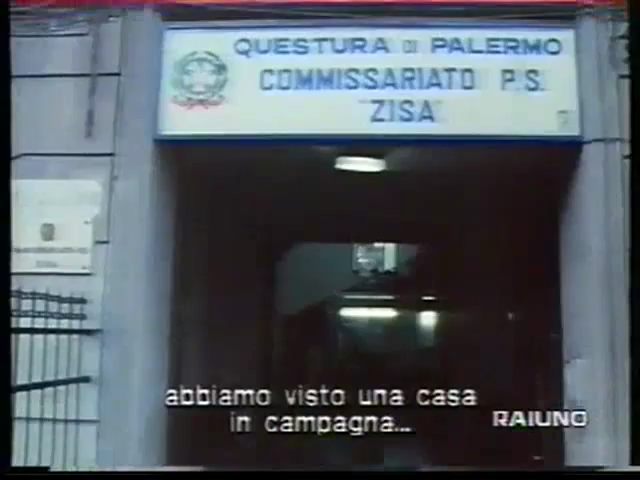 QUESTURA DI PALERMO
COMMISSARIATO P.S.
"ZISA"
abbiamo visto una casa
in campagna...
RAIUNO